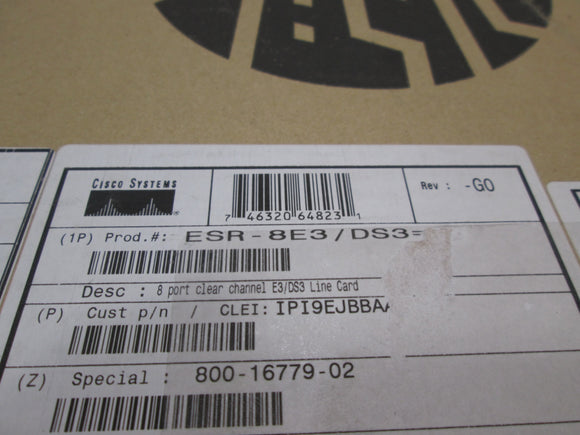 CISCO SYSTEMS
7 46320 64823 1
Rev : -G0
(1P) Prod.#: ESR-8E3/DS3=
Desc : 8 port clear channel E3/DS3 Line Card
(P) Cust p/n / CLEI: IPI9EJBBAA
(Z) Special : 800-16779-02